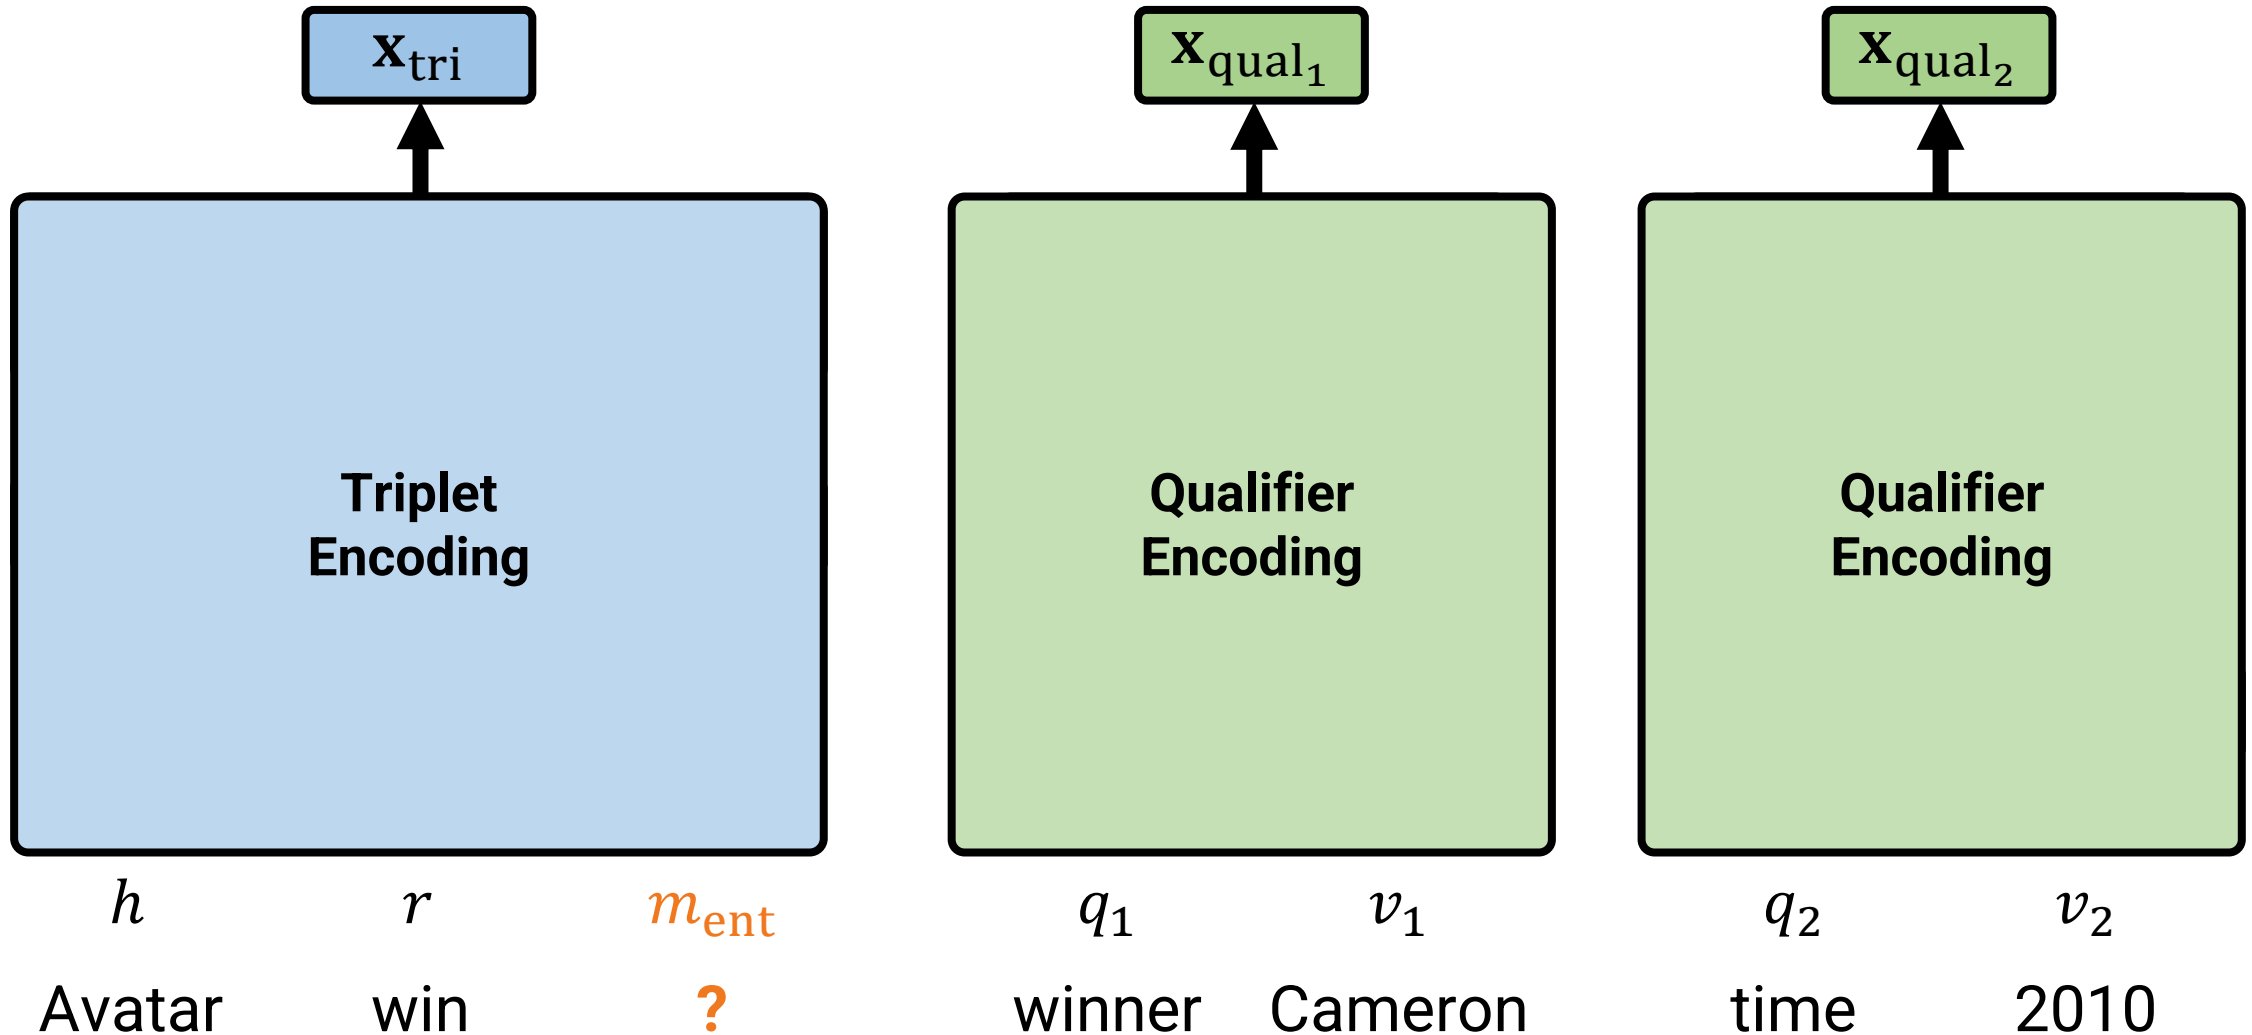 x_tri x_qual_1 x_qual_2
Triplet Encoding
Qualifier Encoding
Qualifier Encoding
h r m_ent q_1 v_1 q_2 v_2
Avatar win ? winner Cameron time 2010